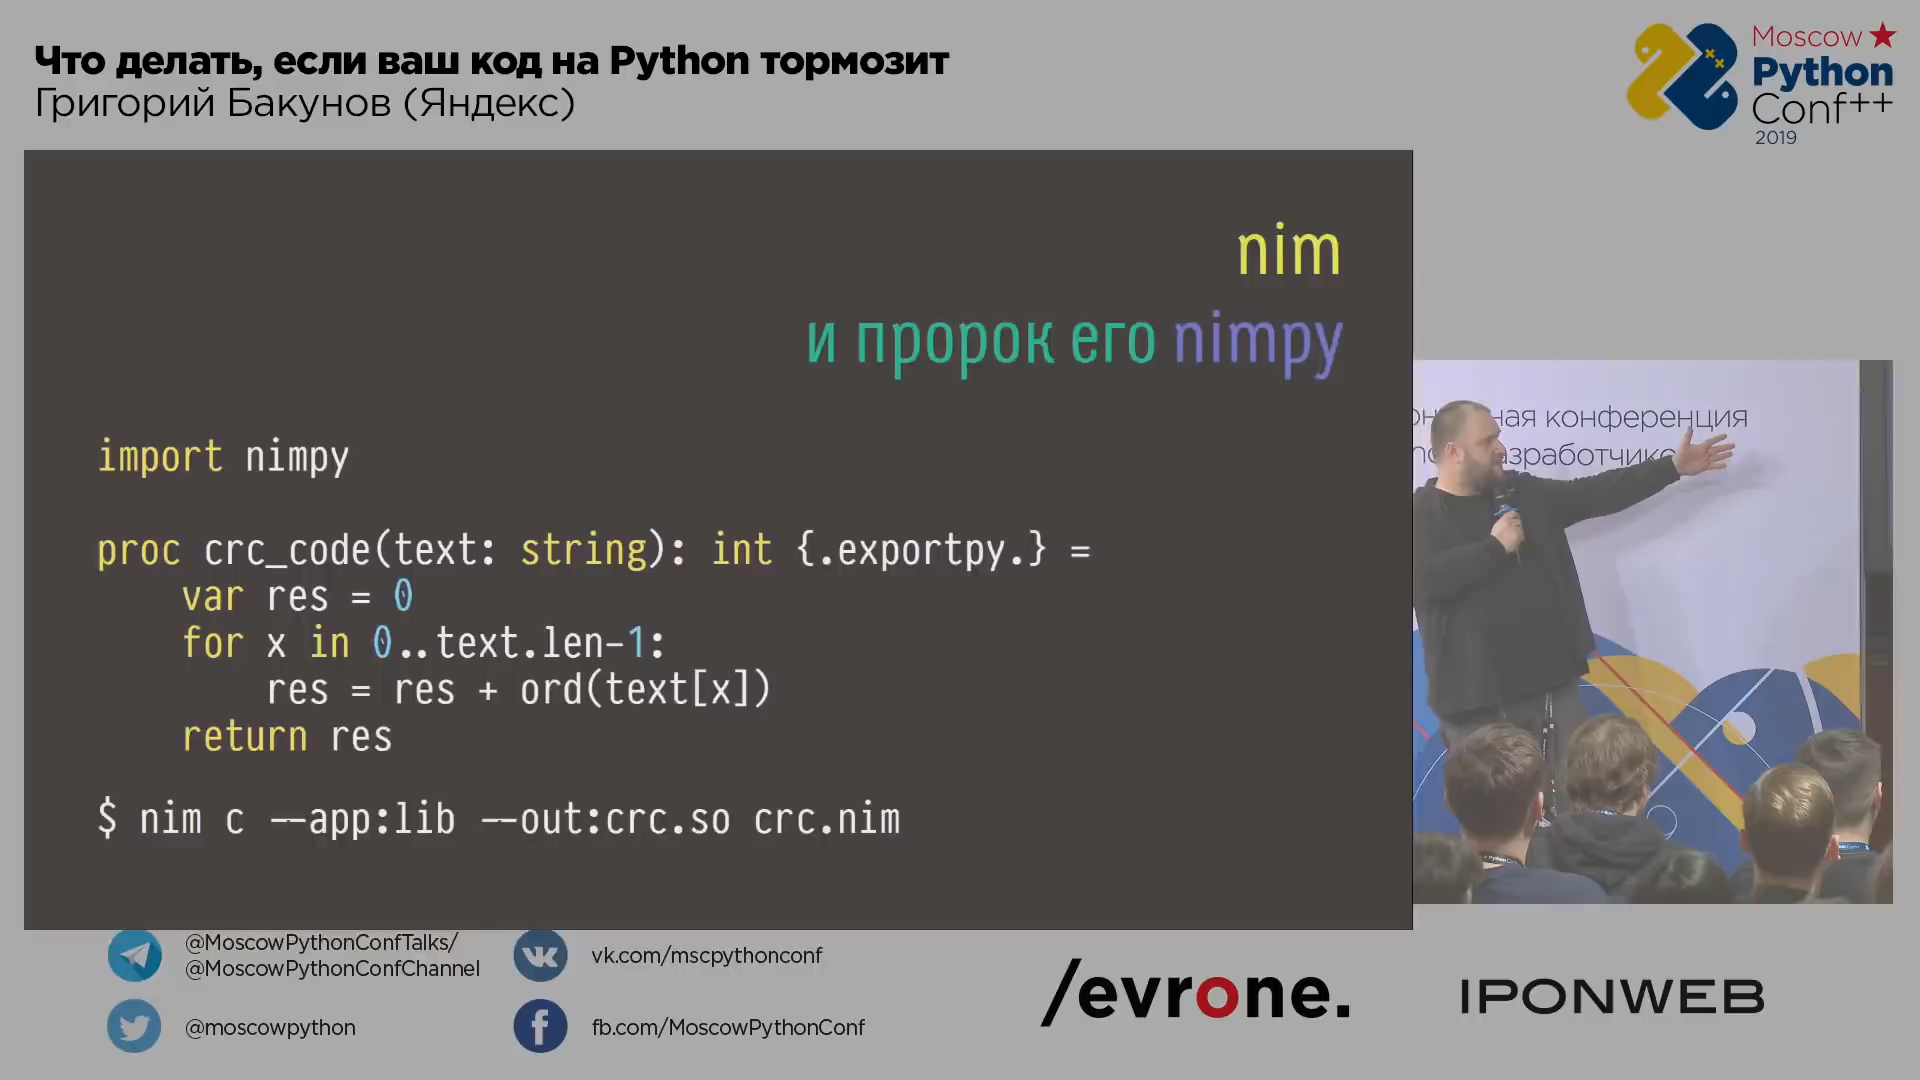 Что делать, если ваш код на Python тормозит
Григорий Бакунов (Яндекс)
Moscow
Python
Conf++
2019
nim
и пророк его nimpy
import nimpy
proc crc_code(text: string): int {.exportpy.} =
var res = 0
for x in 0..text.len-1:
res = res + ord(text[x])
return res
$ nim c --app:lib --out:crc.so crc.nim
ная конференция
азработчико
@MoscowPythonConfTalks/
@MoscowPythonConfChannel
vk.com/mscpythonconf
@moscowpython
fb.com/MoscowPythonConf
/evrone.
IPONWEB